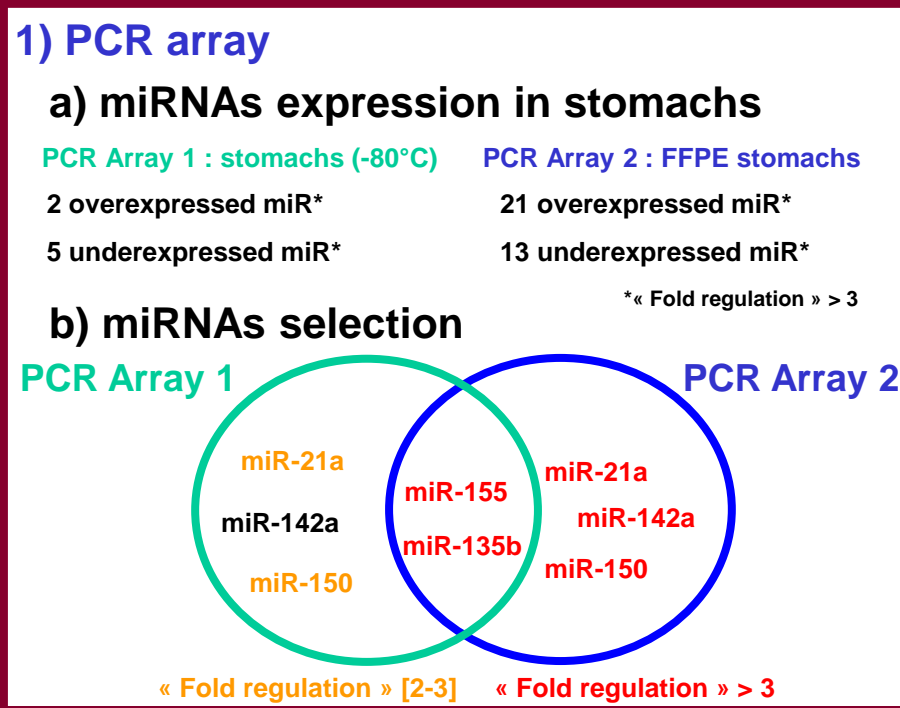 1) PCR array
a) miRNAs expression in stomachs
PCR Array 1 : stomachs (-80°C)
2 overexpressed miR*
5 underexpressed miR*
PCR Array 2 : FFPE stomachs
21 overexpressed miR*
13 underexpressed miR*
*« Fold regulation » > 3
b) miRNAs selection
PCR Array 1
PCR Array 2
miR-21a
miR-142a
miR-150
miR-155
miR-135b
miR-21a
miR-142a
miR-150
« Fold regulation » [2-3]
« Fold regulation » > 3